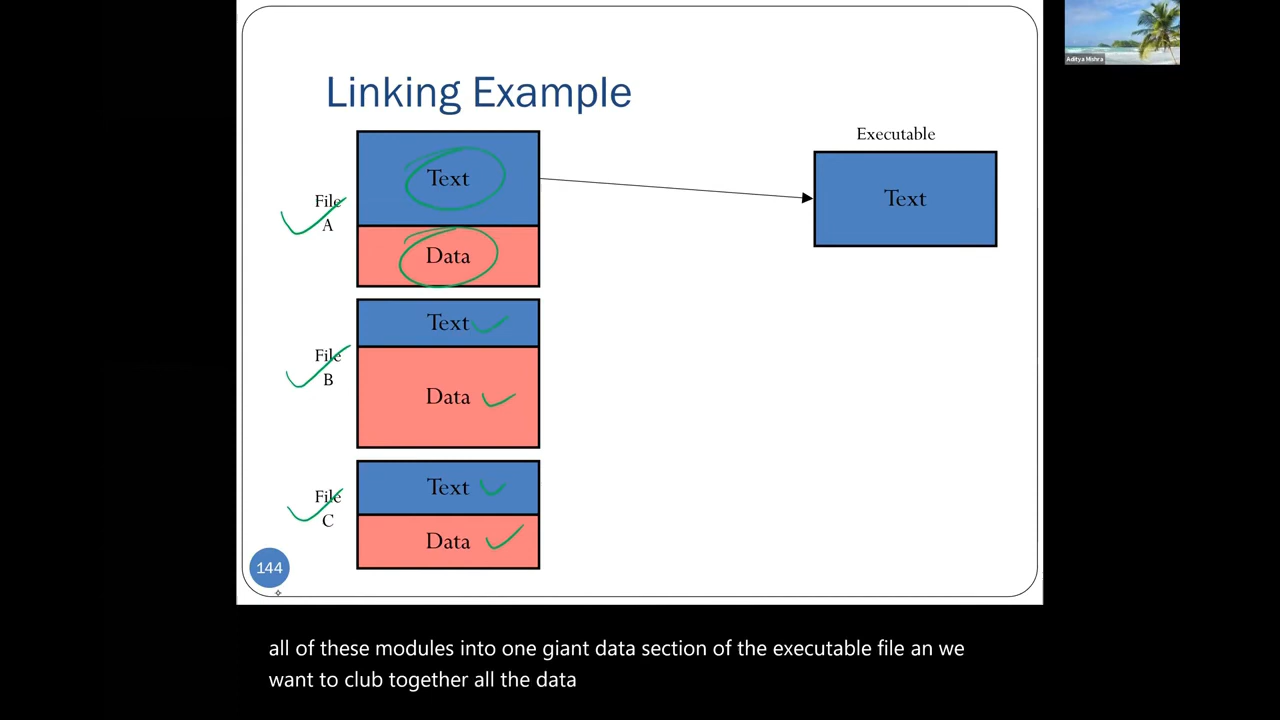 Aditya Mishra
Linking Example
Executable
Text
Text
File
A
Data
Text
File
B
Data
Text
File
C
Data
144
all of these modules into one giant data section of the executable file an we
want to club together all the data